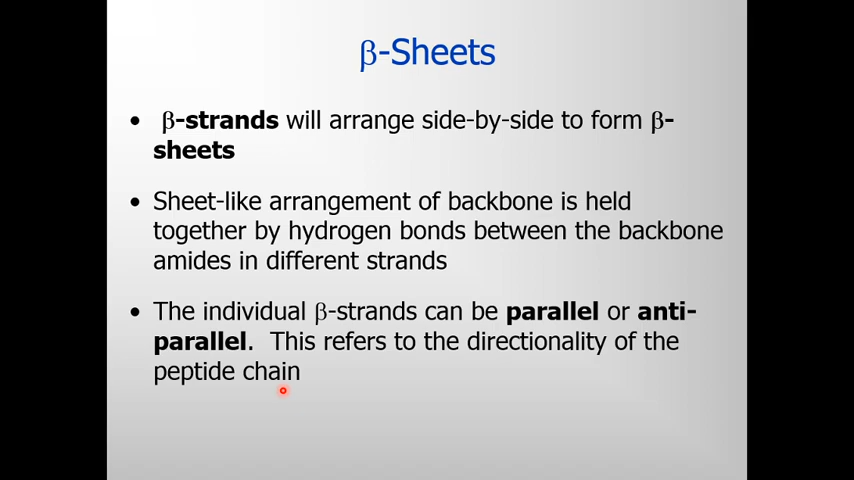 β-Sheets
• β-strands will arrange side-by-side to form β-
sheets
• Sheet-like arrangement of backbone is held
together by hydrogen bonds between the backbone
amides in different strands
• The individual β-strands can be parallel or anti-
parallel. This refers to the directionality of the
peptide chain